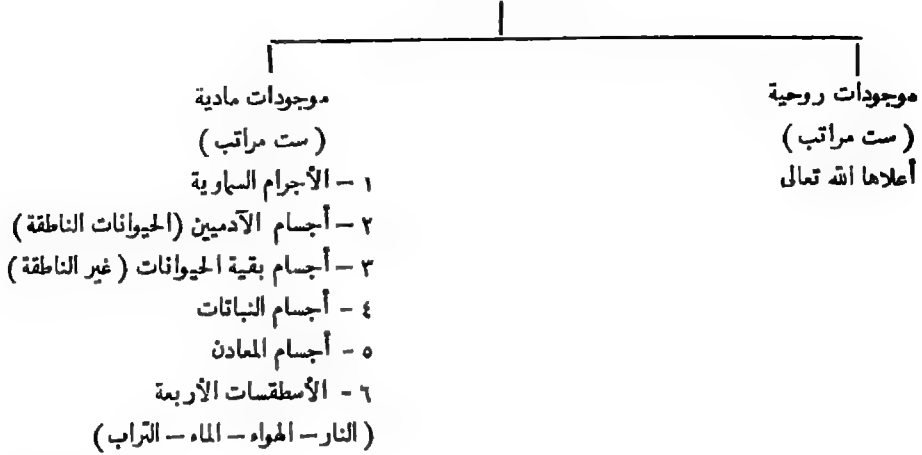 موجودات روحية
(ست مراتب)
أعلاها الله تعالى
موجودات مادية
(ست مراتب)
١ – الأجرام السماوية
٢ – أجسام الآدميين (الحيوانات الناطقة)
٣ – أجسام بقية الحيوانات (غير الناطقة)
٤ – أجسام النباتات
٥ – أجسام المعادن
٦ – الأسطقسات الأربعة
(النار – الهواء – الماء – التراب)